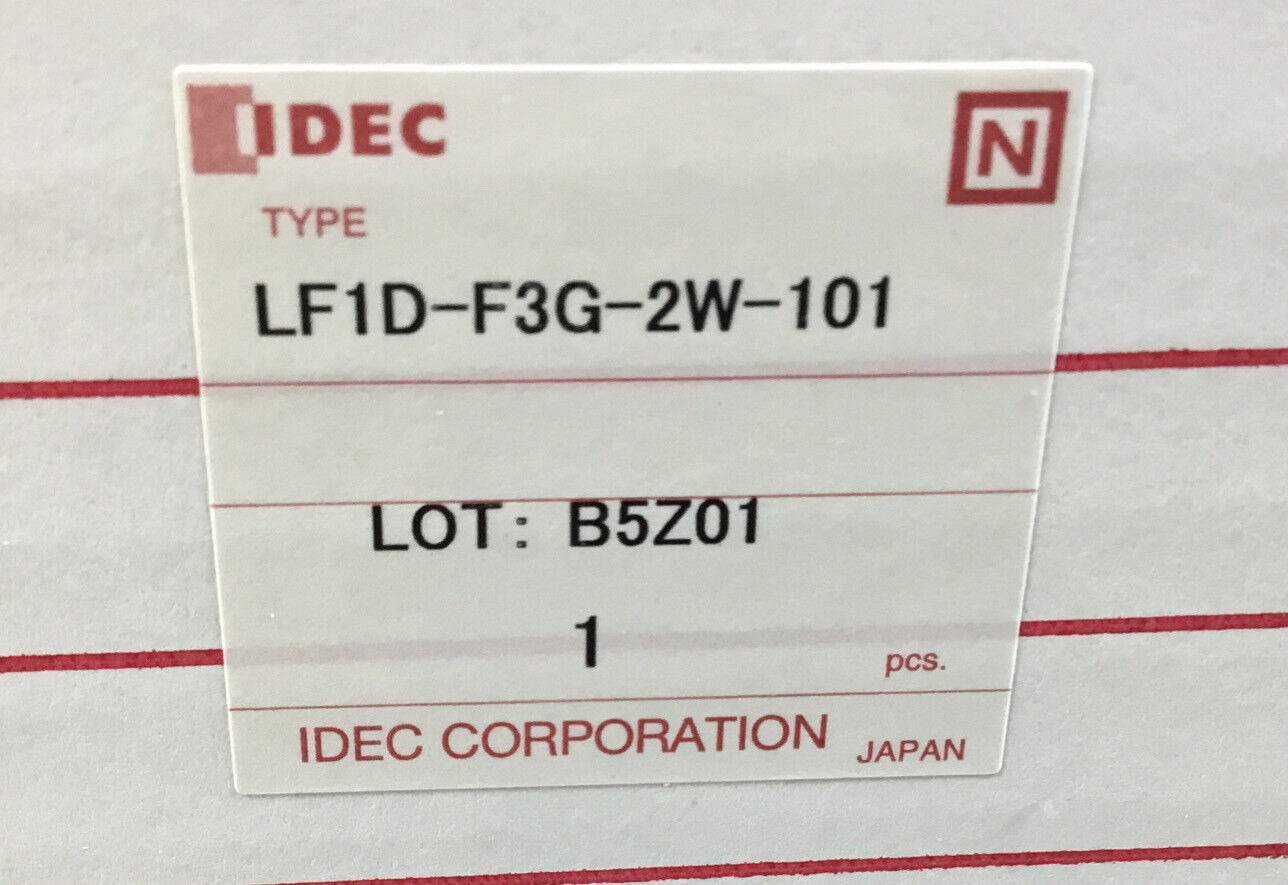 IDEC
N
TYPE
LF1D-F3G-2W-101
LOT: B5Z01
1 pcs.
IDEC CORPORATION JAPAN